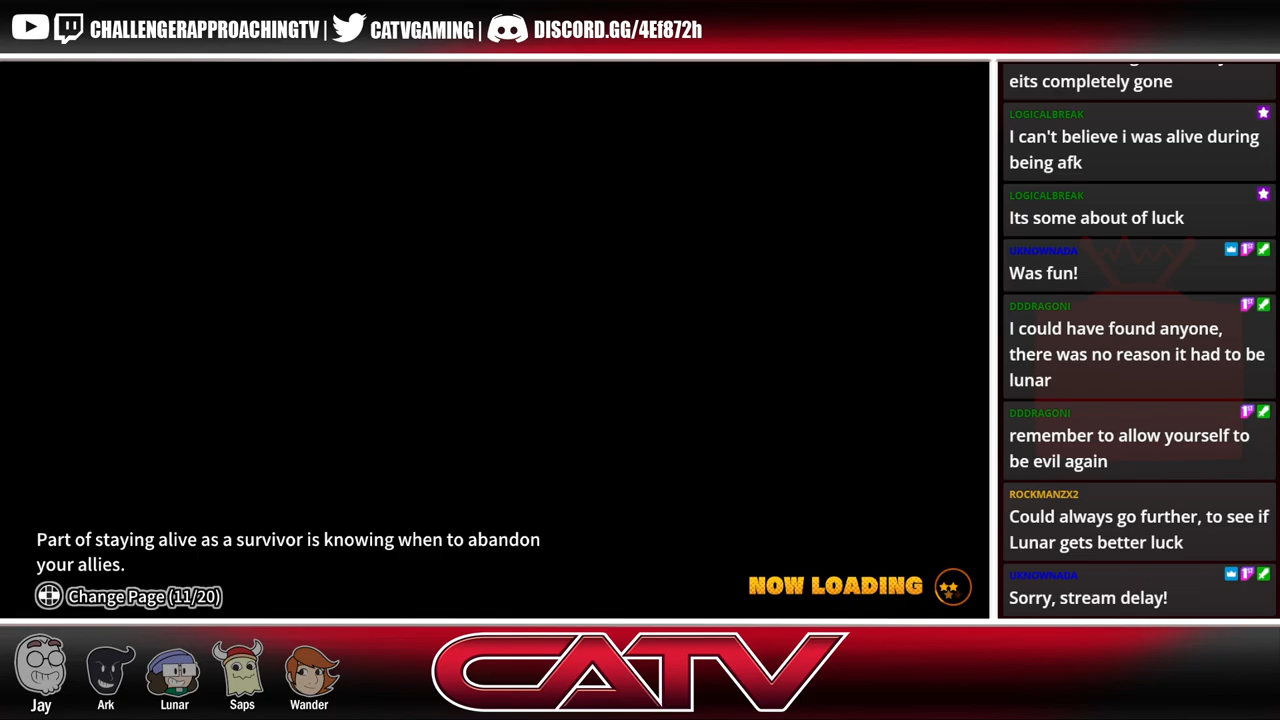 CHALLENGERAPPROACHINGTV | CATVGAMING | DISCORD.GG/4Ef872h
eits completely gone
LOGICALBREAK
I can't believe i was alive during
being afk
LOGICALBREAK
Its some about of luck
UKNOWNADA
Was fun!
DDDRAGONI
I could have found anyone,
there was no reason it had to be
lunar
DDDRAGONI
remember to allow yourself to
be evil again
ROCKMANZX2
Could always go further, to see if
Lunar gets better luck
UKNOWNADA
Sorry, stream delay!
Part of staying alive as a survivor is knowing when to abandon
your allies.
Change Page (11/20)
NOW LOADING
Jay Ark Lunar Saps Wander
CATV